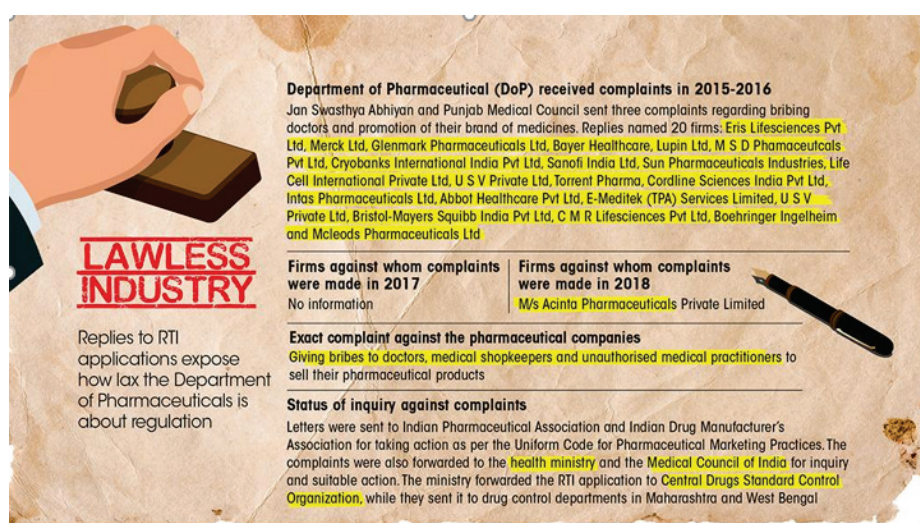 Department of Pharmaceutical (DoP) received complaints in 2015-2016
Jan Swasthya Abhiyan and Punjab Medical Council sent three complaints regarding bribing
doctors and promotion of their brand of medicines. Replies named 20 firms: Eris Lifesciences Pvt
Ltd, Merck Ltd, Glenmark Pharmaceuticals Ltd, Bayer Healthcare, Lupin Ltd, M S D Phamaceutcals
Pvt Ltd, Cryobanks International India Pvt Ltd, Sanofi India Ltd, Sun Pharmaceuticals Industries, Life
Cell International Private Ltd, U S V Private Ltd, Torrent Pharma, Cordline Sciences India Pvt Ltd,
Intas Pharmaceuticals Ltd, Abbot Healthcare Pvt Ltd, E-Meditek (TPA) Services Limited, U S V
Private Ltd, Bristol-Mayers Squibb India Pvt Ltd, C M R Lifesciences Pvt Ltd, Boehringer Ingelheim
and Mcleods Pharmaceuticals Ltd
LAWLESS
INDUSTRY
Replies to RTI
applications expose
how lax the Department
of Pharmaceuticals is
about regulation
Firms against whom complaints
were made in 2017
No information
Firms against whom complaints
were made in 2018
M/s Acinta Pharmaceuticals Private Limited
Exact complaint against the pharmaceutical companies
Giving bribes to doctors, medical shopkeepers and unauthorised medical practitioners to
sell their pharmaceutical products
Status of inquiry against complaints
Letters were sent to Indian Pharmaceutical Association and Indian Drug Manufacturer's
Association for taking action as per the Uniform Code for Pharmaceutical Marketing Practices. The
complaints were also forwarded to the health ministry and the Medical Council of India for inquiry
and suitable action. The ministry forwarded the RTI application to Central Drugs Standard Control
Organization, while they sent it to drug control departments in Maharashtra and West Bengal